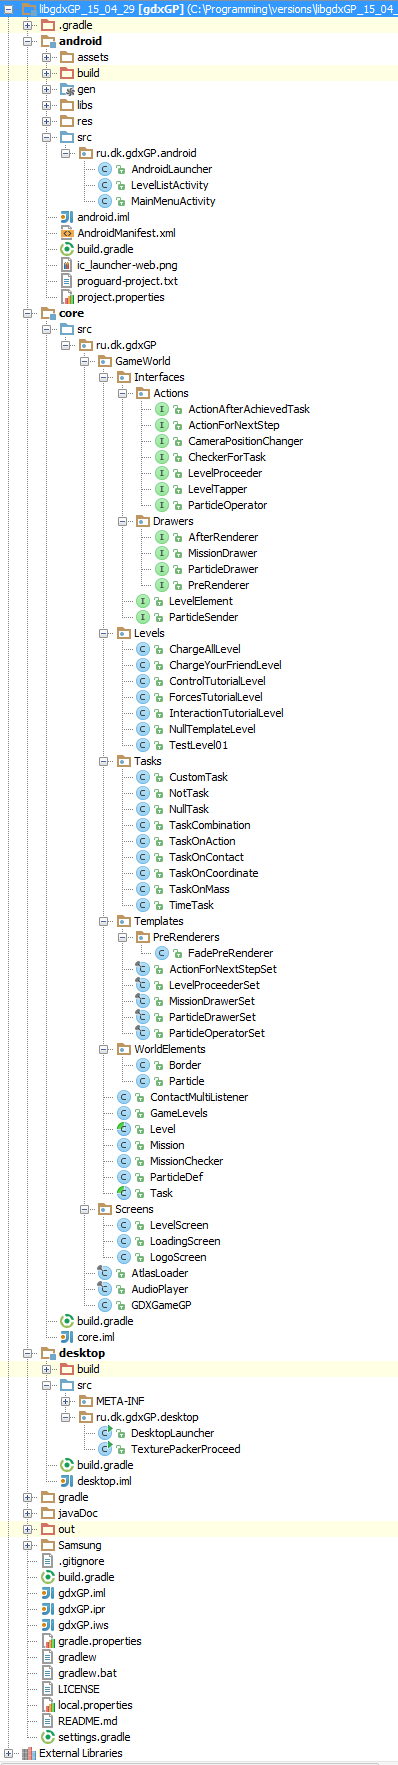 libgdxGP_15_04_29 [gdxGP] (C:\Programming\versions\libgdxGP_15_04_
.gradle
android
assets
build
gen
libs
res
src
ru.dk.gdxGP.android
AndroidLauncher
LevelListActivity
MainMenuActivity
android.iml
AndroidManifest.xml
build.gradle
ic_launcher-web.png
proguard-project.txt
project.properties
core
src
ru.dk.gdxGP
GameWorld
Interfaces
Actions
ActionAfterAchievedTask
ActionForNextStep
CameraPositionChanger
CheckerForTask
LevelProceeder
LevelTapper
ParticleOperator
Drawers
AfterRenderer
MissionDrawer
ParticleDrawer
PreRenderer
LevelElement
ParticleSender
Levels
ChargeAllLevel
ChargeYourFriendLevel
ControlTutorialLevel
ForcesTutorialLevel
InteractionTutorialLevel
NullTemplateLevel
TestLevel01
Tasks
CustomTask
NotTask
NullTask
TaskCombination
TaskOnAction
TaskOnContact
TaskOnCoordinate
TaskOnMass
TimeTask
Templates
PreRenderers
FadePreRenderer
ActionForNextStepSet
LevelProceederSet
MissionDrawerSet
ParticleDrawerSet
ParticleOperatorSet
WorldElements
Border
Particle
ContactMultiListener
GameLevels
Level
Mission
MissionChecker
ParticleDef
Task
Screens
LevelScreen
LoadingScreen
LogoScreen
AtlasLoader
AudioPlayer
GDXGameGP
build.gradle
core.iml
desktop
build
src
META-INF
ru.dk.gdxGP.desktop
DesktopLauncher
TexturePackerProceed
build.gradle
desktop.iml
gradle
javaDoc
out
Samsung
.gitignore
build.gradle
gdxGP.iml
gdxGP.ipr
gdxGP.iws
gradle.properties
gradlew
gradlew.bat
LICENSE
local.properties
README.md
settings.gradle
External Libraries